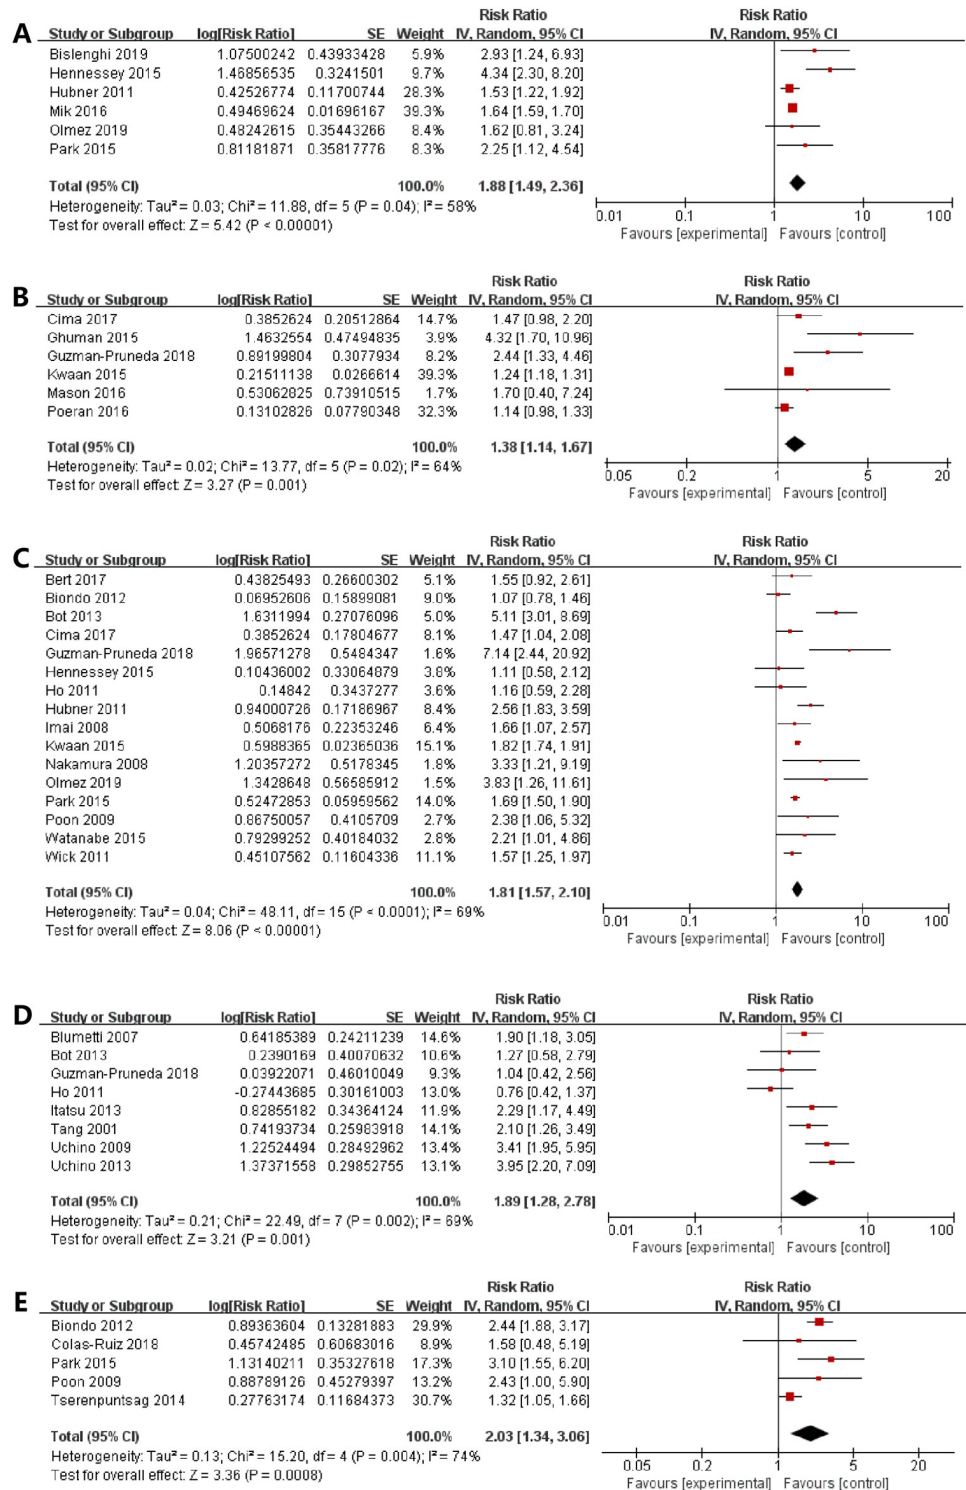 A
Risk Ratio Risk Ratio
Study or Subgroup log[Risk Ratio] SE Weight IV, Random, 95% CI IV, Random, 95% CI
Bislenghi 2019 1.07500242 0.43933428 5.9% 2.93 [1.24, 6.93]
Hennessey 2015 1.46856535 0.3241501 9.7% 4.34 [2.30, 8.20]
Hubner 2011 0.42526774 0.11700744 28.3% 1.53 [1.22, 1.92]
Mik 2016 0.49469624 0.01696167 39.3% 1.64 [1.59, 1.70]
Olmez 2019 0.48242615 0.35443266 8.4% 1.62 [0.81, 3.24]
Park 2015 0.81181871 0.35817776 8.3% 2.25 [1.12, 4.54]
Total (95% CI) 100.0% 1.88 [1.49, 2.36]
Heterogeneity: Tau² = 0.03; Chi² = 11.88, df = 5 (P = 0.04); I² = 58%
Test for overall effect: Z = 5.42 (P < 0.00001)
0.01 0.1 1 10 100
Favours [experimental] Favours [control]
B
Risk Ratio Risk Ratio
Study or Subgroup log[Risk Ratio] SE Weight IV, Random, 95% CI IV, Random, 95% CI
Cima 2017 0.3852624 0.20512864 14.7% 1.47 [0.98, 2.20]
Ghuman 2015 1.4632554 0.47494835 3.9% 4.32 [1.70, 10.96]
Guzman-Pruneda 2018 0.89199804 0.3077934 8.2% 2.44 [1.33, 4.46]
Kwaan 2015 0.21511138 0.0266614 39.3% 1.24 [1.18, 1.31]
Mason 2016 0.53062825 0.73910515 1.7% 1.70 [0.40, 7.24]
Poeran 2016 0.13102826 0.07790348 32.3% 1.14 [0.98, 1.33]
Total (95% CI) 100.0% 1.38 [1.14, 1.67]
Heterogeneity: Tau² = 0.02; Chi² = 13.77, df = 5 (P = 0.02); I² = 64%
Test for overall effect: Z = 3.27 (P = 0.001)
0.05 0.2 1 5 20
Favours [experimental] Favours [control]
C
Risk Ratio Risk Ratio
Study or Subgroup log[Risk Ratio] SE Weight IV, Random, 95% CI IV, Random, 95% CI
Bert 2017 0.43825493 0.26600302 5.1% 1.55 [0.92, 2.61]
Biondo 2012 0.06952606 0.15899081 9.0% 1.07 [0.78, 1.46]
Bot 2013 1.6311994 0.27076096 5.0% 5.11 [3.01, 8.69]
Cima 2017 0.3852624 0.17804677 8.1% 1.47 [1.04, 2.08]
Guzman-Pruneda 2018 1.96571278 0.5484347 1.6% 7.14 [2.44, 20.92]
Hennessey 2015 0.10436002 0.33064879 3.8% 1.11 [0.58, 2.12]
Ho 2011 0.14842 0.3437277 3.6% 1.16 [0.59, 2.28]
Hubner 2011 0.94000726 0.17186967 8.4% 2.56 [1.83, 3.59]
Imai 2008 0.5068176 0.22353246 6.4% 1.66 [1.07, 2.57]
Kwaan 2015 0.5988365 0.02365036 15.1% 1.82 [1.74, 1.91]
Nakamura 2008 1.20357272 0.5178345 1.8% 3.33 [1.21, 9.19]
Olmez 2019 1.3428648 0.56585912 1.5% 3.83 [1.26, 11.61]
Park 2015 0.52472853 0.05959562 14.0% 1.69 [1.50, 1.90]
Poon 2009 0.86750057 0.4105709 2.7% 2.38 [1.06, 5.32]
Watanabe 2015 0.79299252 0.40184032 2.8% 2.21 [1.01, 4.86]
Wick 2011 0.45107562 0.11604336 11.1% 1.57 [1.25, 1.97]
Total (95% CI) 100.0% 1.81 [1.57, 2.10]
Heterogeneity: Tau² = 0.04; Chi² = 48.11, df = 15 (P < 0.0001); I² = 69%
Test for overall effect: Z = 8.06 (P < 0.00001)
0.01 0.1 1 10 100
Favours [experimental] Favours [control]
D
Risk Ratio Risk Ratio
Study or Subgroup log[Risk Ratio] SE Weight IV, Random, 95% CI IV, Random, 95% CI
Blumetti 2007 0.64185389 0.24211239 14.6% 1.90 [1.18, 3.05]
Bot 2013 0.2390169 0.40070632 10.6% 1.27 [0.58, 2.79]
Guzman-Pruneda 2018 0.03922071 0.46010049 9.3% 1.04 [0.42, 2.56]
Ho 2011 -0.27443685 0.30161003 13.0% 0.76 [0.42, 1.37]
Itatsu 2013 0.82855182 0.34364124 11.9% 2.29 [1.17, 4.49]
Tang 2001 0.74193734 0.25983918 14.1% 2.10 [1.26, 3.49]
Uchino 2009 1.22524494 0.28492962 13.4% 3.41 [1.95, 5.95]
Uchino 2013 1.37371558 0.29852755 13.1% 3.95 [2.20, 7.09]
Total (95% CI) 100.0% 1.89 [1.28, 2.78]
Heterogeneity: Tau² = 0.21; Chi² = 22.49, df = 7 (P = 0.002); I² = 69%
Test for overall effect: Z = 3.21 (P = 0.001)
0.01 0.1 1 10 100
Favours [experimental] Favours [control]
E
Risk Ratio Risk Ratio
Study or Subgroup log[Risk Ratio] SE Weight IV, Random, 95% CI IV, Random, 95% CI
Biondo 2012 0.89363604 0.13281883 29.9% 2.44 [1.88, 3.17]
Colas-Ruiz 2018 0.45742485 0.60683016 8.9% 1.58 [0.48, 5.19]
Park 2015 1.13140211 0.35327618 17.3% 3.10 [1.55, 6.20]
Poon 2009 0.88789126 0.45279397 13.2% 2.43 [1.00, 5.90]
Tserenpuntsag 2014 0.27763174 0.11684373 30.7% 1.32 [1.05, 1.66]
Total (95% CI) 100.0% 2.03 [1.34, 3.06]
Heterogeneity: Tau² = 0.13; Chi² = 15.20, df = 4 (P = 0.004); I² = 74%
Test for overall effect: Z = 3.36 (P = 0.0008)
0.05 0.2 1 5 20
Favours [experimental] Favours [control]